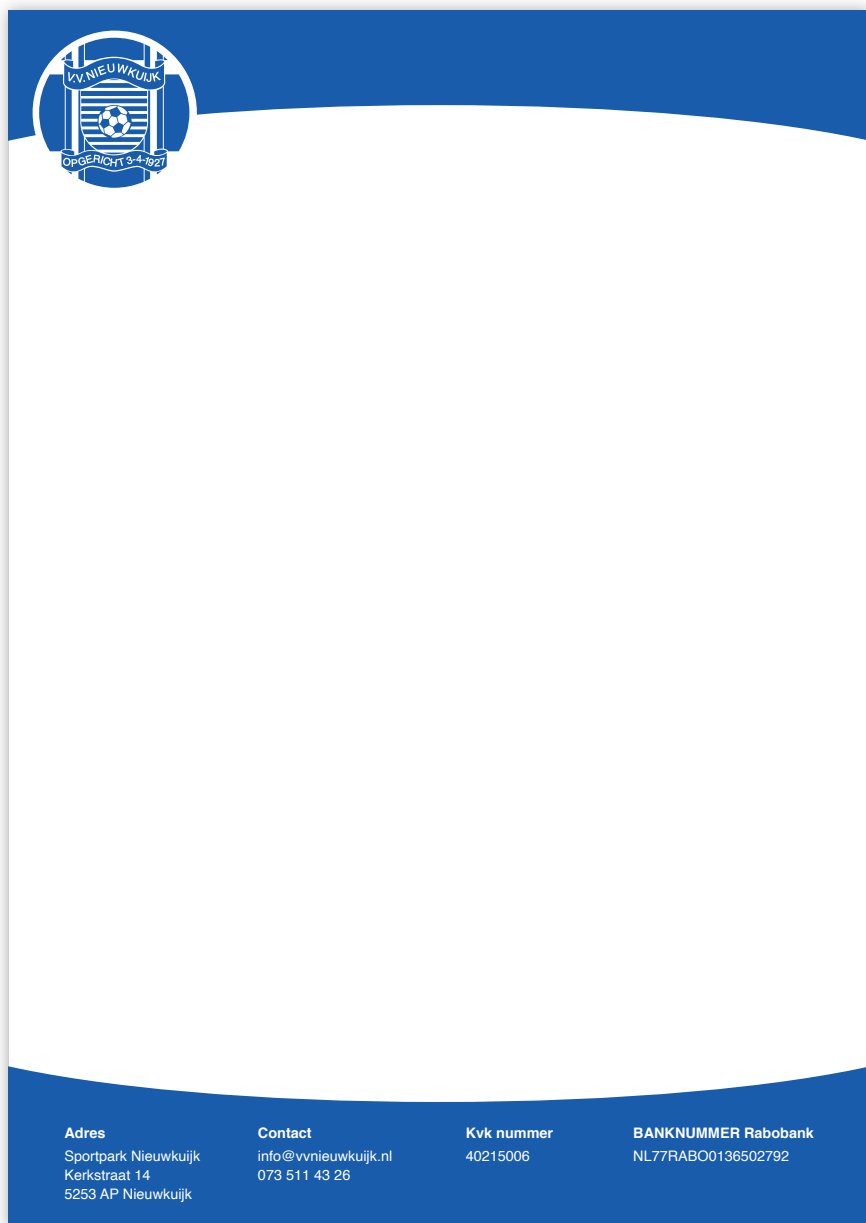 V.V. NIEUWKUIJK
OPGERICHT 3-4-1927
Adres
Sportpark Nieuwkuijk
Kerkstraat 14
5253 AP Nieuwkuijk
Contact
info@vvnieuwkuijk.nl
073 511 43 26
Kvk nummer
40215006
BANKNUMMER Rabobank
NL77RABO0136502792